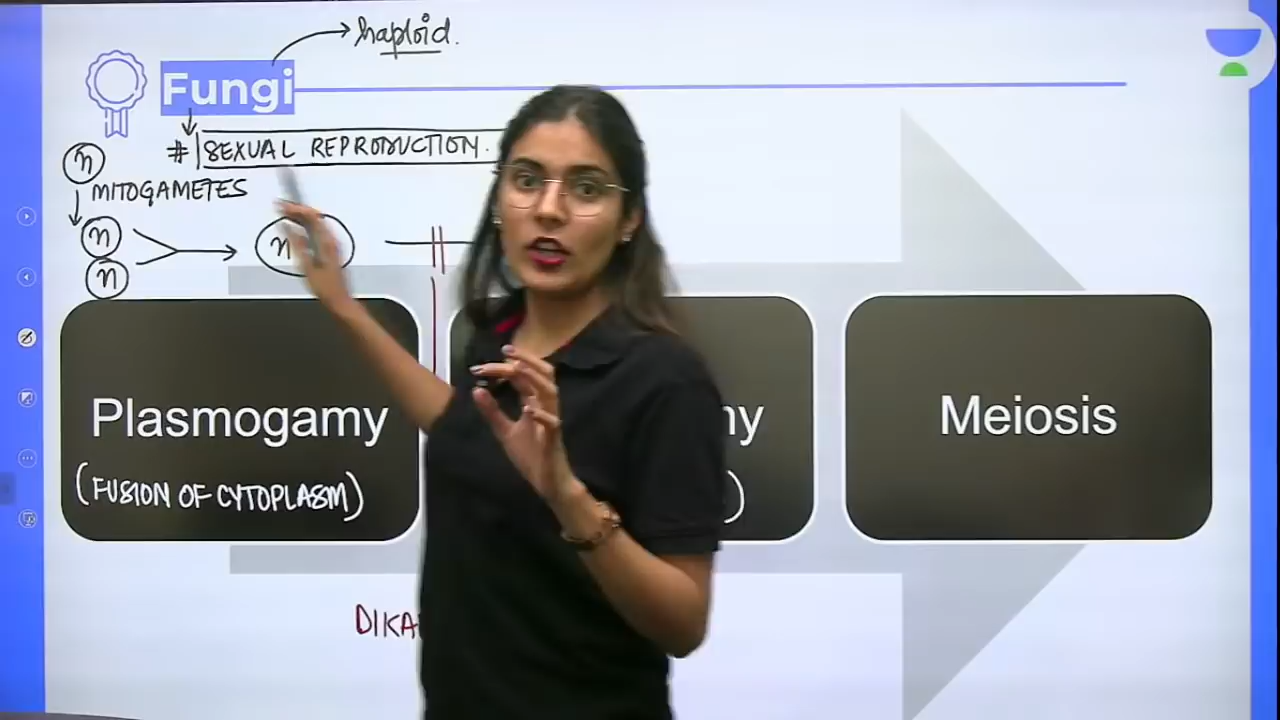 haploid.
Fungi
# SEXUAL REPRODUCTION.
n
MITOGAMETES
n
n
n
Plasmogamy
(FUSION OF CYTOPLASM)
my
)
Meiosis
DIKA